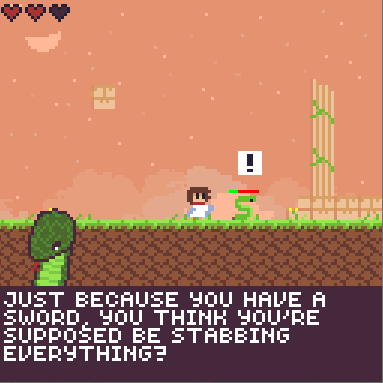 !
JUST BECAUSE YOU HAVE A
SWORD, YOU THINK YOU'RE
SUPPOSED BE STABBING
EVERYTHING?